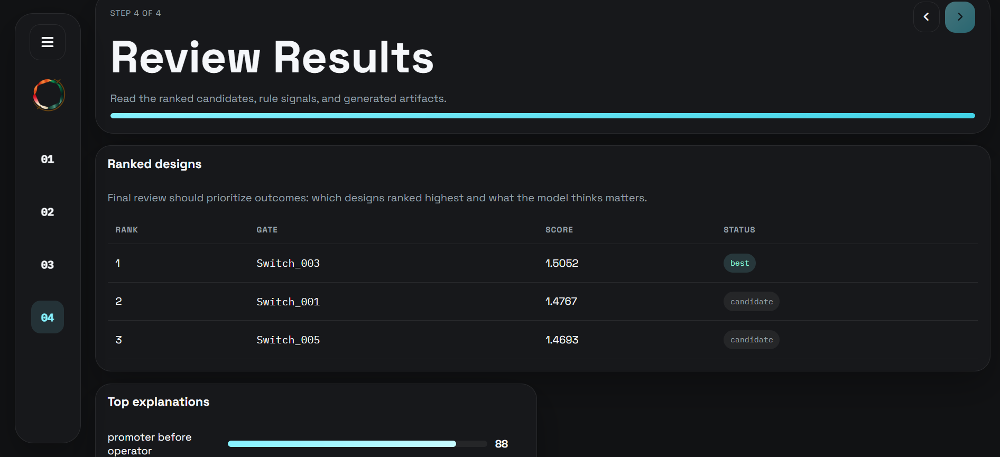 STEP 4 OF 4
Review Results
Read the ranked candidates, rule signals, and generated artifacts.
01
02
03
04
Ranked designs
Final review should prioritize outcomes: which designs ranked highest and what the model thinks matters.
RANK GATE SCORE STATUS
1 Switch_003 1.5052 best
2 Switch_001 1.4767 candidate
3 Switch_005 1.4693 candidate
Top explanations
promoter before
operator
88